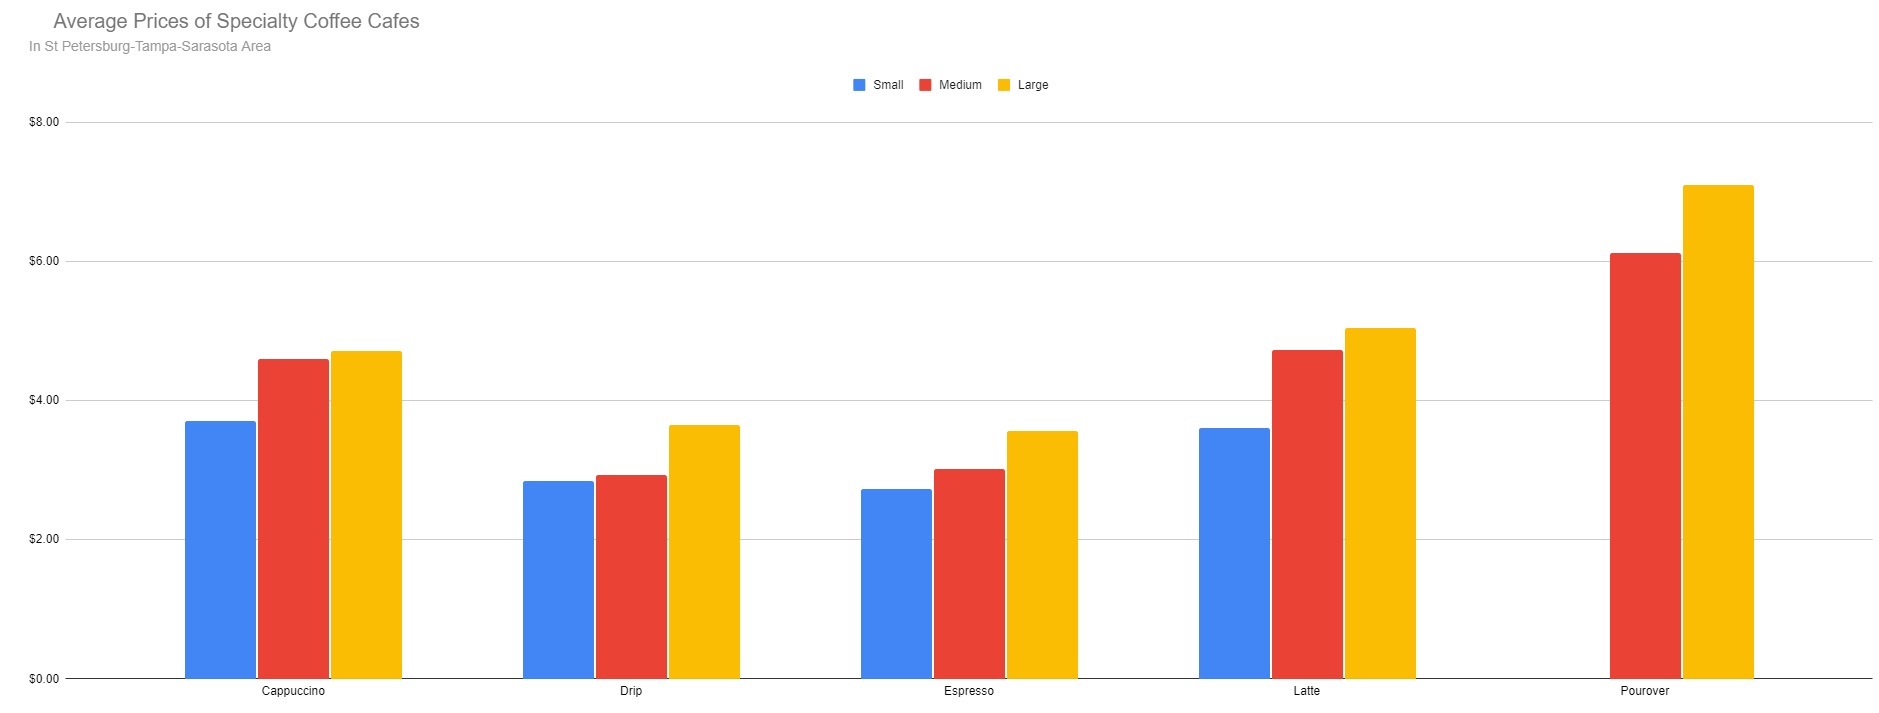 Average Prices of Specialty Coffee Cafes
In St Petersburg-Tampa-Sarasota Area
Small Medium Large
$8.00
$6.00
$4.00
$2.00
$0.00
Cappuccino Drip Espresso Latte Pourover